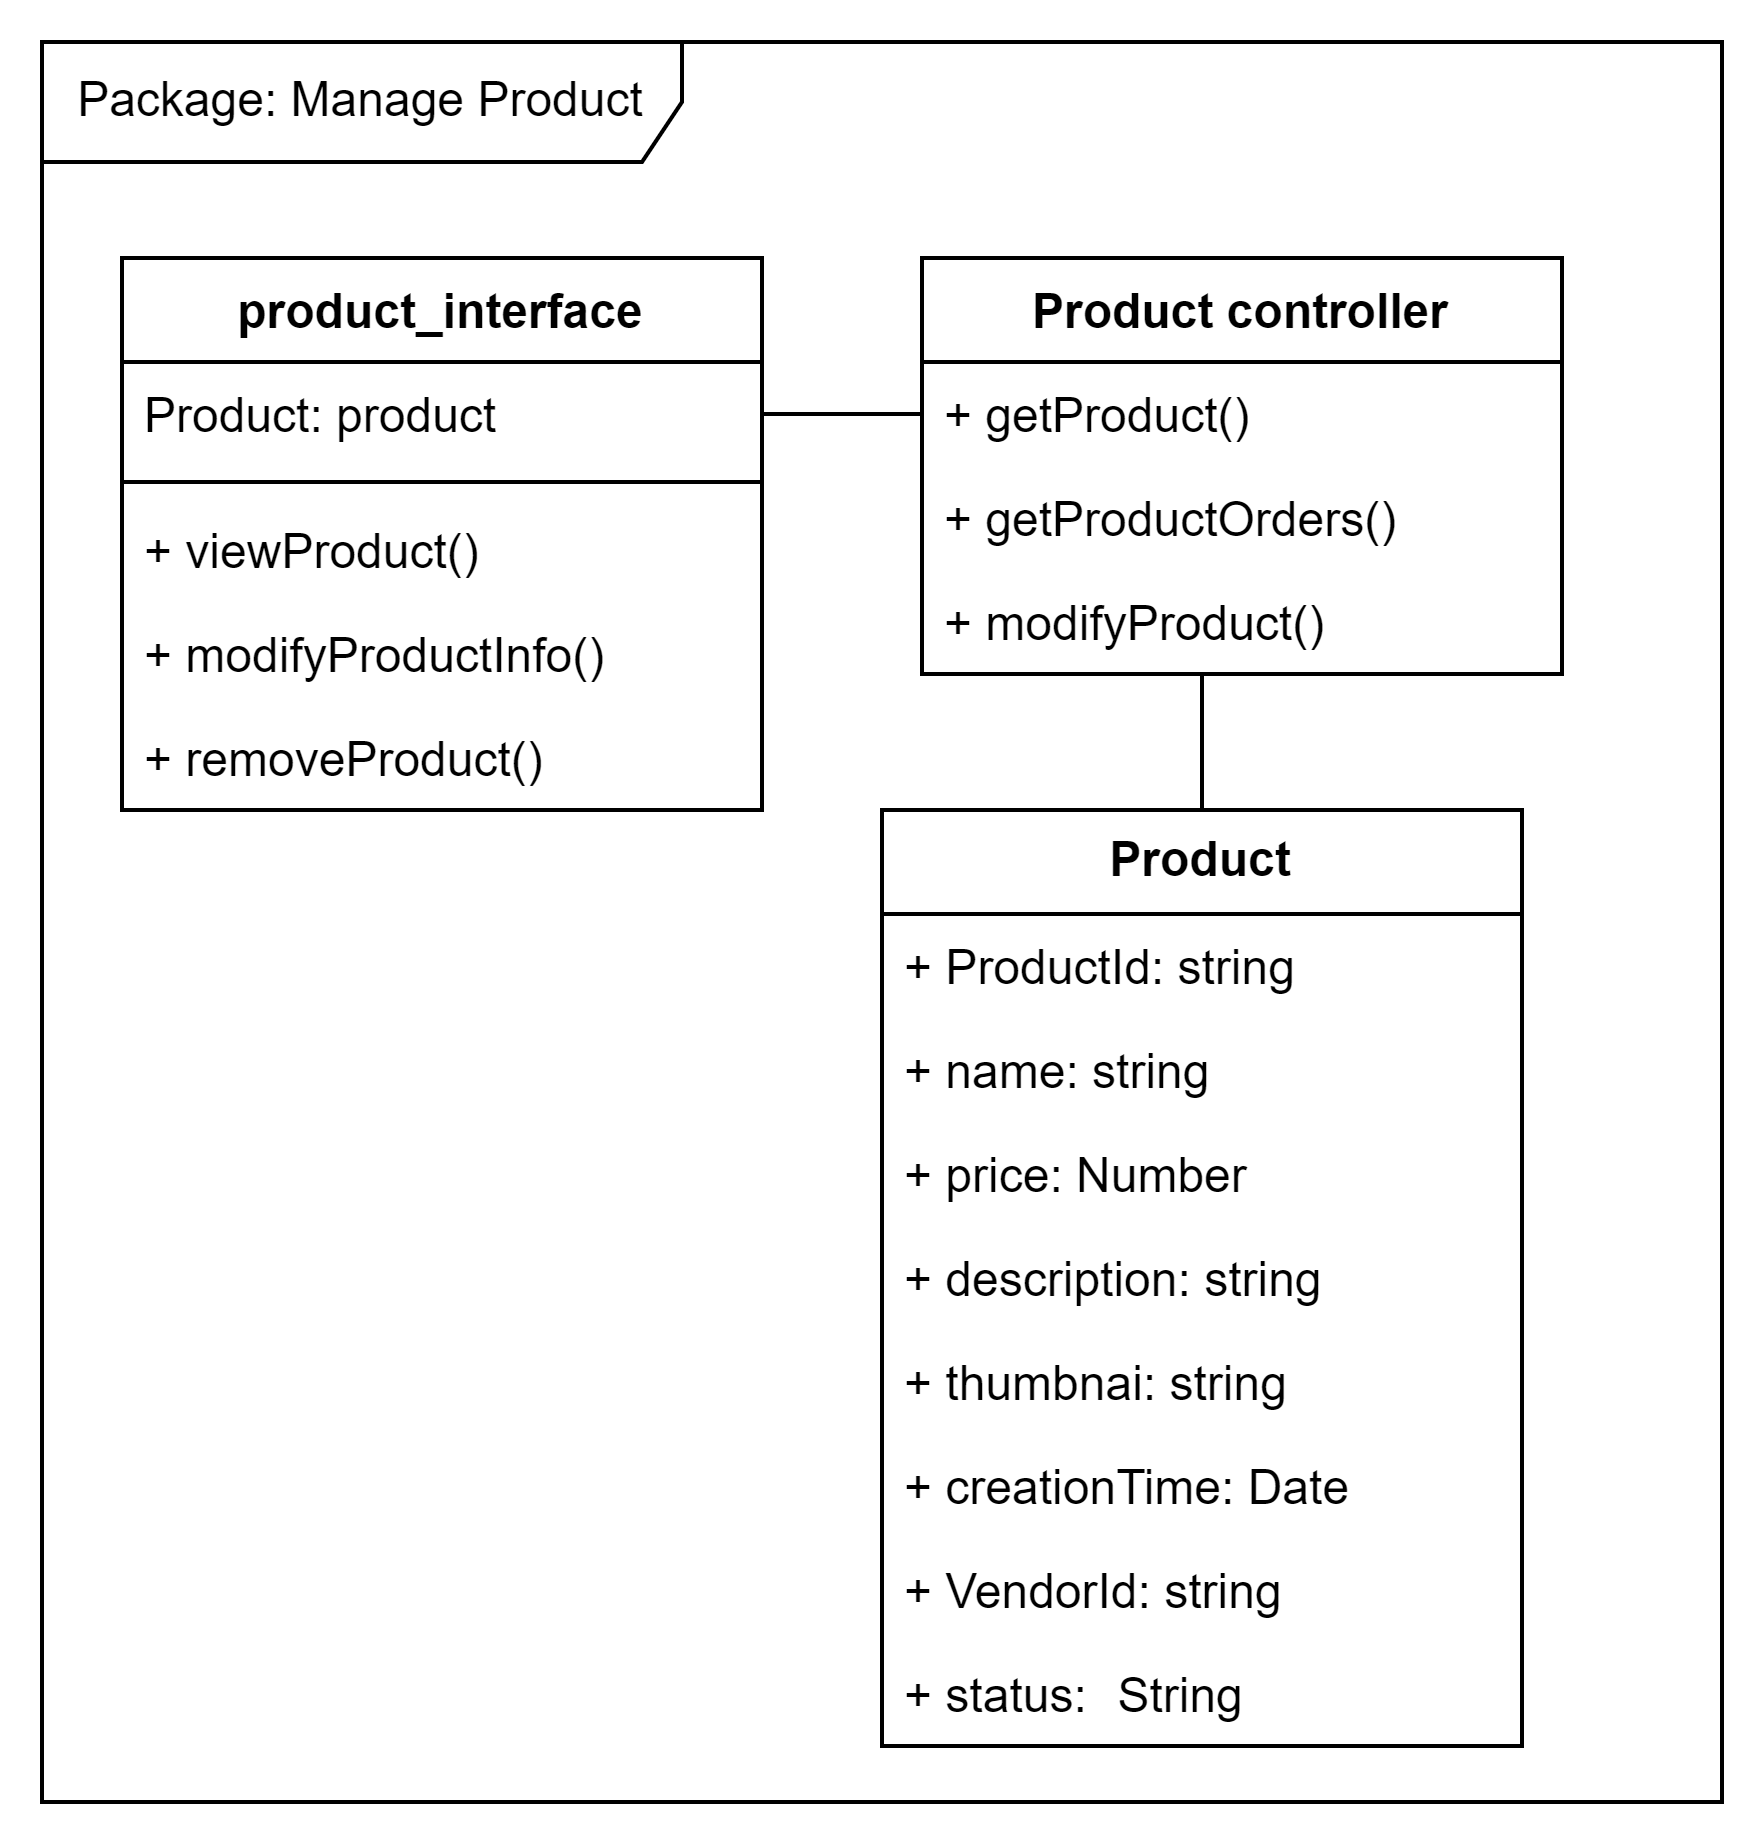 Package: Manage Product
product_interface
Product: product
+ viewProduct()
+ modifyProductInfo()
+ removeProduct()
Product controller
+ getProduct()
+ getProductOrders()
+ modifyProduct()
Product
+ ProductId: string
+ name: string
+ price: Number
+ description: string
+ thumbnai: string
+ creationTime: Date
+ VendorId: string
+ status:  String